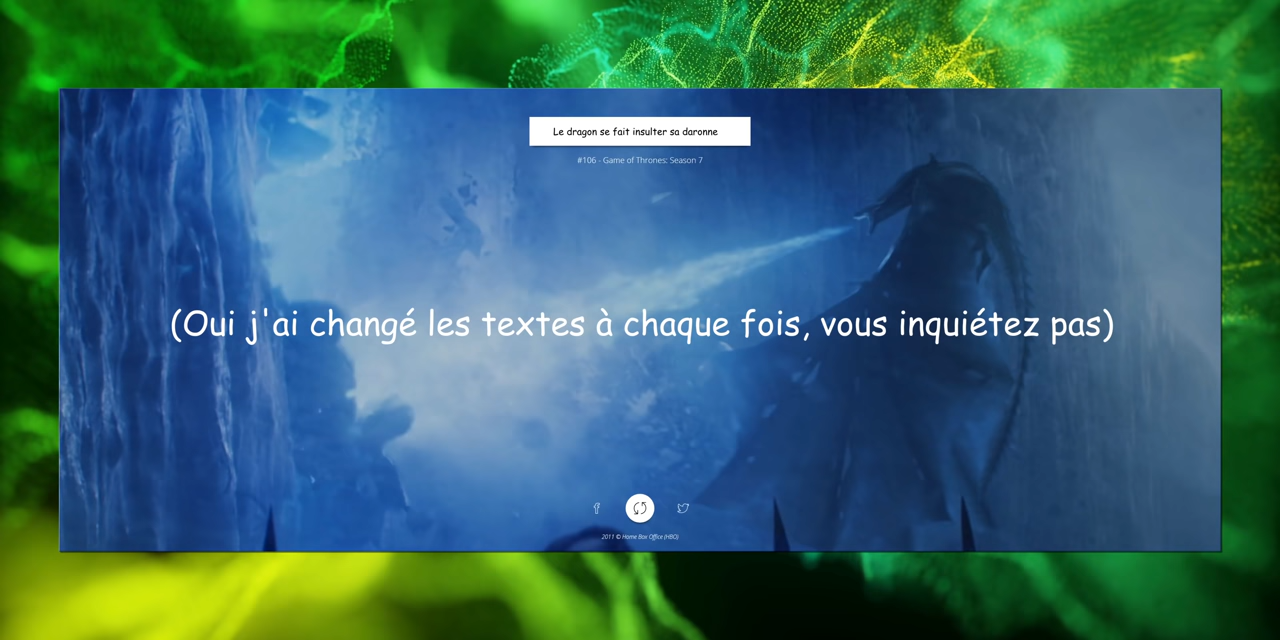 Le dragon se fait insulter sa daronne
#106 - Game of Thrones: Season 7
(Oui j'ai changé les textes à chaque fois, vous inquiétez pas)
2011 © Home Box Office (HBO)